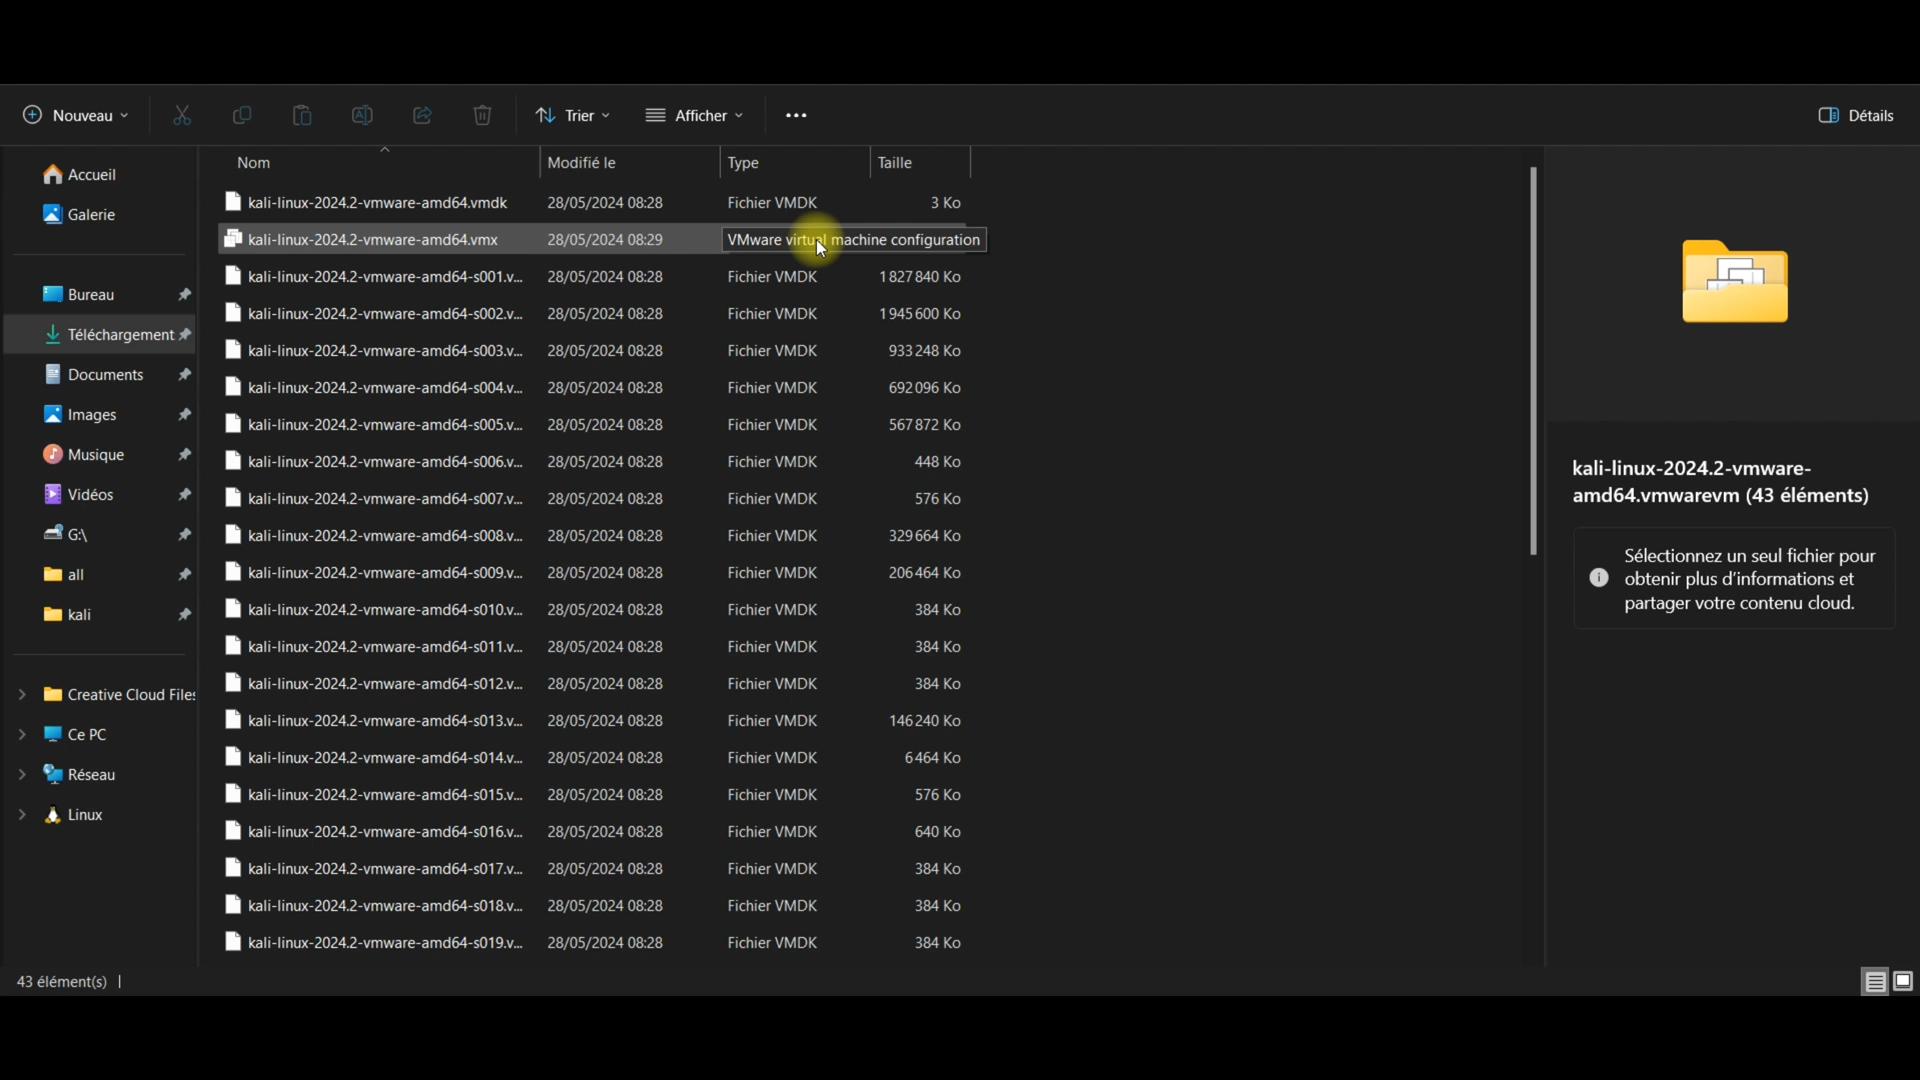 Nouveau Trier Afficher Détails
Accueil
Galerie
Bureau
Téléchargement
Documents
Images
Musique
Vidéos
G:\
all
kali
Creative Cloud Files
Ce PC
Réseau
Linux
Nom Modifié le Type Taille
kali-linux-2024.2-vmware-amd64.vmdk 28/05/2024 08:28 Fichier VMDK 3 Ko
kali-linux-2024.2-vmware-amd64.vmx 28/05/2024 08:29 VMware virtual machine configuration
kali-linux-2024.2-vmware-amd64-s001.v... 28/05/2024 08:28 Fichier VMDK 1 827 840 Ko
kali-linux-2024.2-vmware-amd64-s002.v... 28/05/2024 08:28 Fichier VMDK 1 945 600 Ko
kali-linux-2024.2-vmware-amd64-s003.v... 28/05/2024 08:28 Fichier VMDK 933 248 Ko
kali-linux-2024.2-vmware-amd64-s004.v... 28/05/2024 08:28 Fichier VMDK 692 096 Ko
kali-linux-2024.2-vmware-amd64-s005.v... 28/05/2024 08:28 Fichier VMDK 567 872 Ko
kali-linux-2024.2-vmware-amd64-s006.v... 28/05/2024 08:28 Fichier VMDK 448 Ko
kali-linux-2024.2-vmware-amd64-s007.v... 28/05/2024 08:28 Fichier VMDK 576 Ko
kali-linux-2024.2-vmware-amd64-s008.v... 28/05/2024 08:28 Fichier VMDK 329 664 Ko
kali-linux-2024.2-vmware-amd64-s009.v... 28/05/2024 08:28 Fichier VMDK 206 464 Ko
kali-linux-2024.2-vmware-amd64-s010.v... 28/05/2024 08:28 Fichier VMDK 384 Ko
kali-linux-2024.2-vmware-amd64-s011.v... 28/05/2024 08:28 Fichier VMDK 384 Ko
kali-linux-2024.2-vmware-amd64-s012.v... 28/05/2024 08:28 Fichier VMDK 384 Ko
kali-linux-2024.2-vmware-amd64-s013.v... 28/05/2024 08:28 Fichier VMDK 146 240 Ko
kali-linux-2024.2-vmware-amd64-s014.v... 28/05/2024 08:28 Fichier VMDK 6 464 Ko
kali-linux-2024.2-vmware-amd64-s015.v... 28/05/2024 08:28 Fichier VMDK 576 Ko
kali-linux-2024.2-vmware-amd64-s016.v... 28/05/2024 08:28 Fichier VMDK 640 Ko
kali-linux-2024.2-vmware-amd64-s017.v... 28/05/2024 08:28 Fichier VMDK 384 Ko
kali-linux-2024.2-vmware-amd64-s018.v... 28/05/2024 08:28 Fichier VMDK 384 Ko
kali-linux-2024.2-vmware-amd64-s019.v... 28/05/2024 08:28 Fichier VMDK 384 Ko
kali-linux-2024.2-vmware-
amd64.vmwarevm (43 éléments)
Sélectionnez un seul fichier pour
obtenir plus d'informations et
partager votre contenu cloud.
43 élément(s)